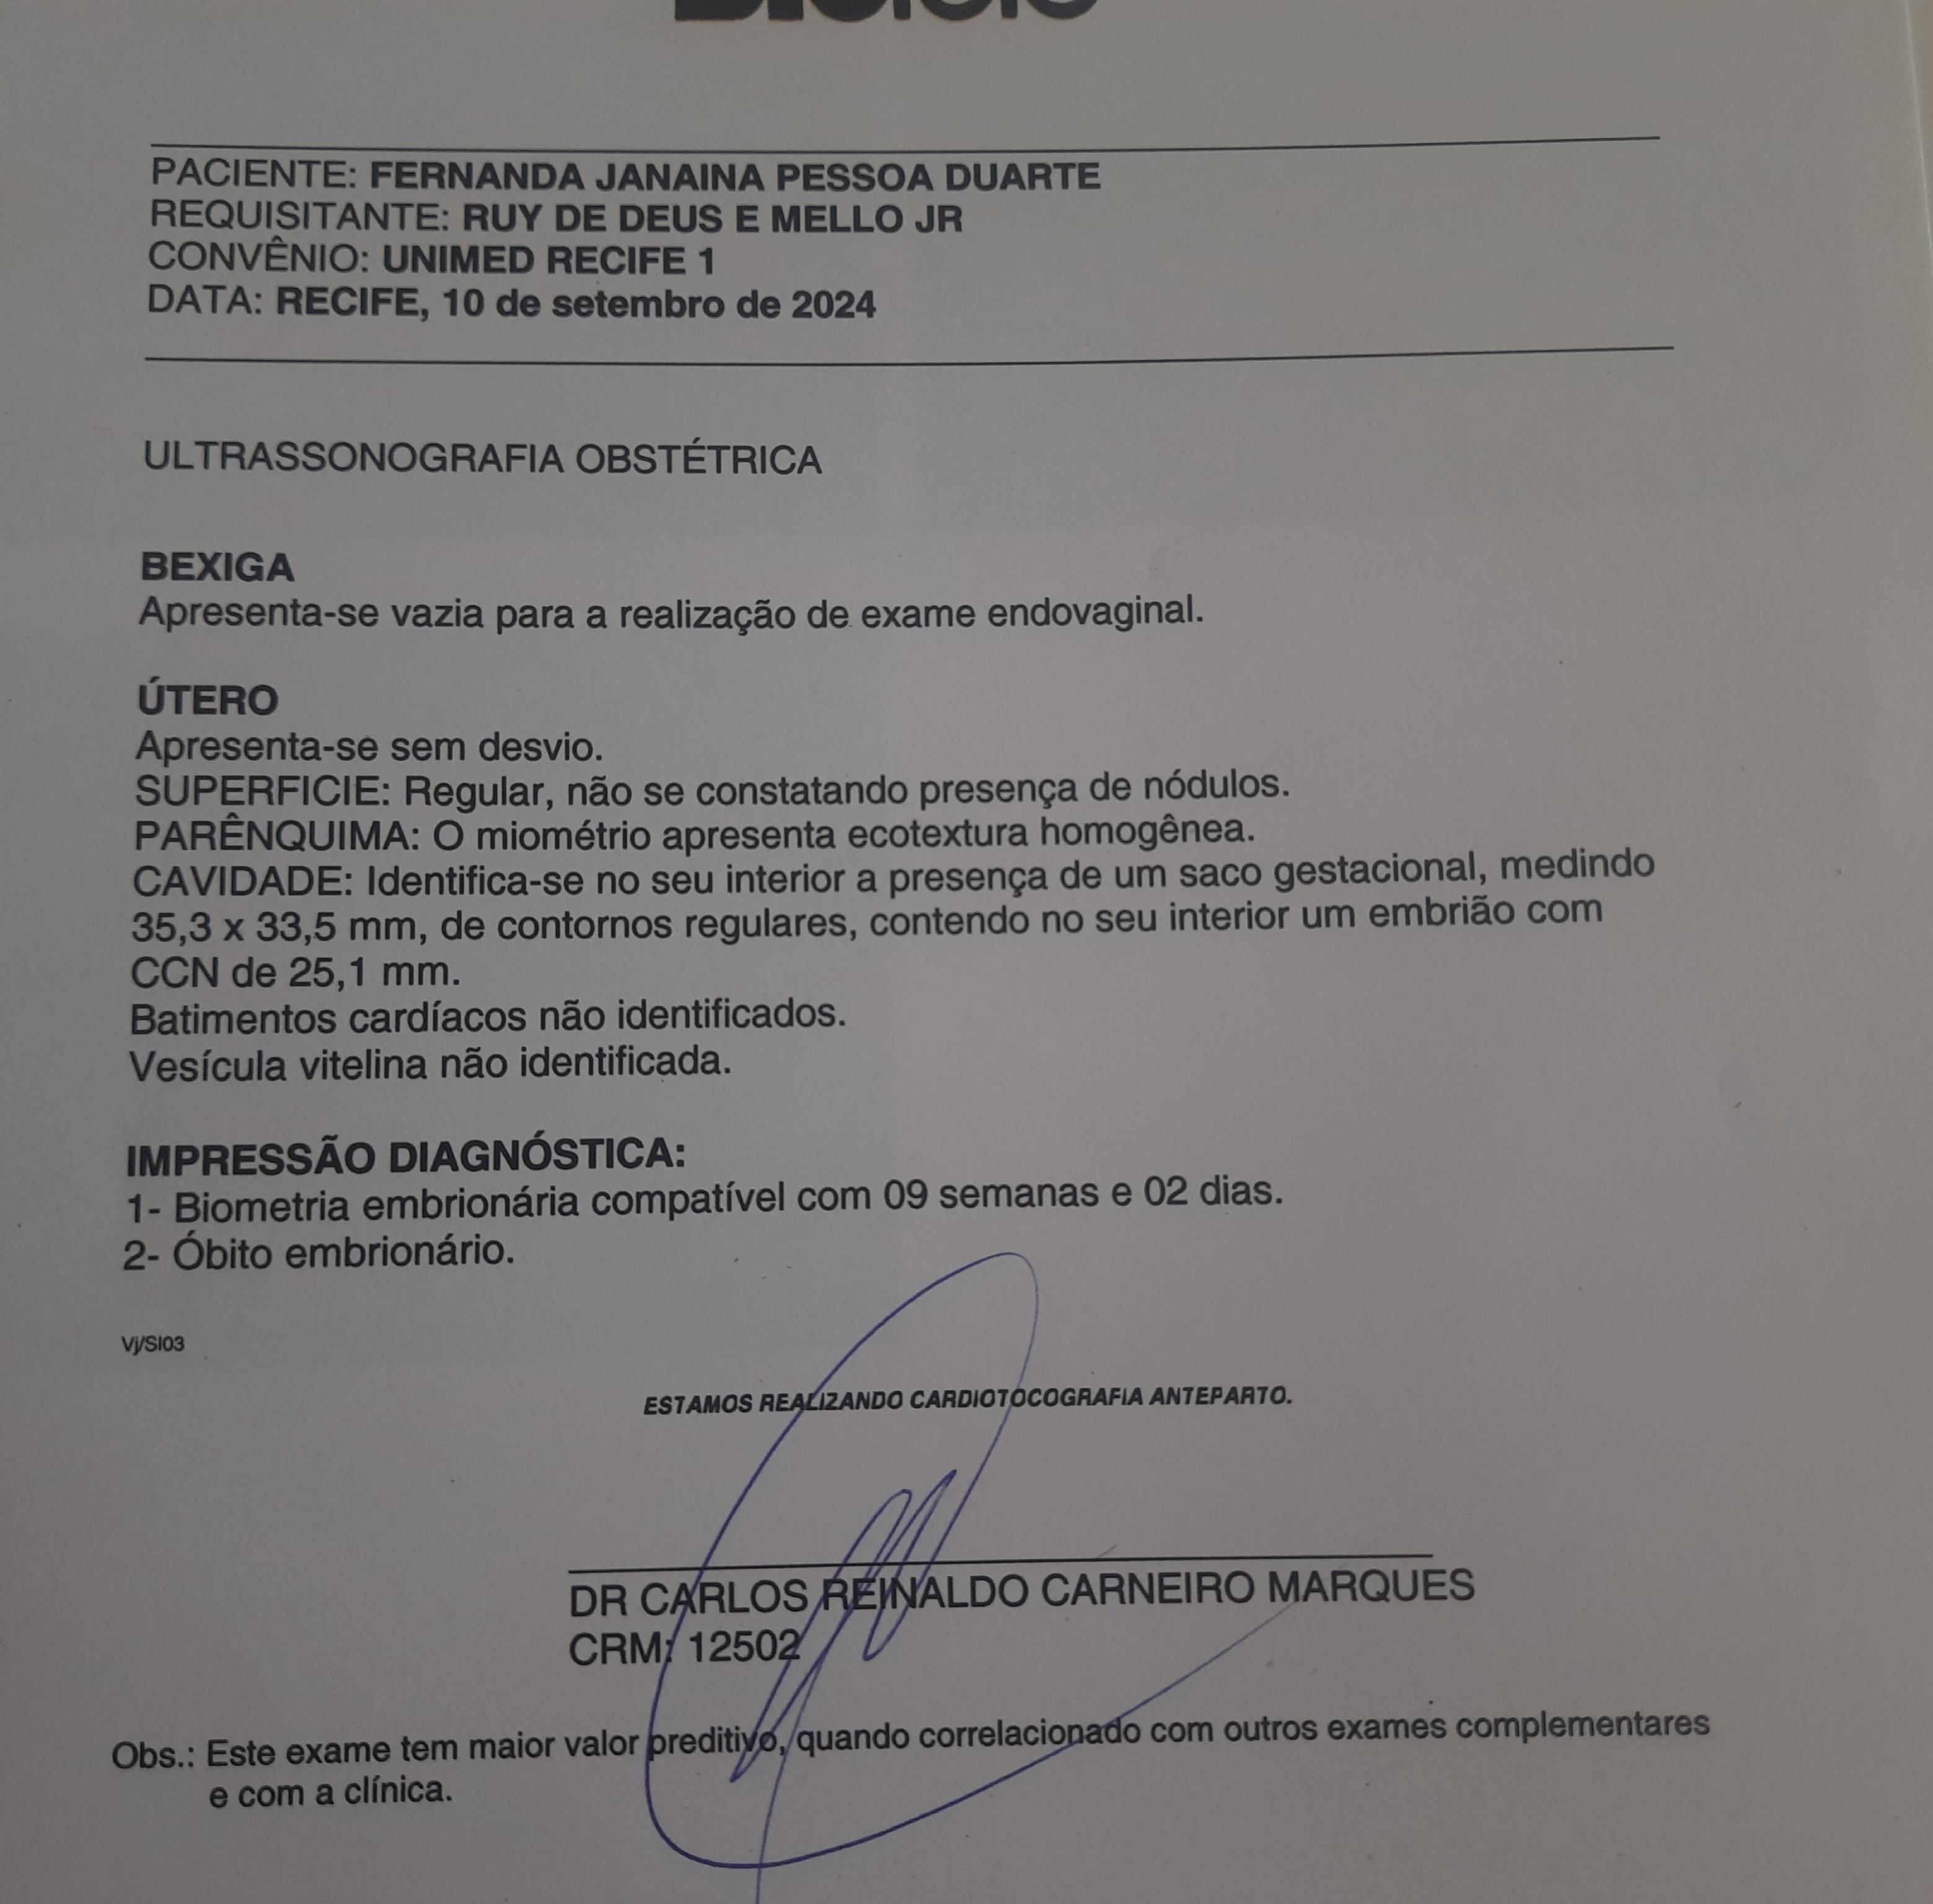 PACIENTE: FERNANDA JANAINA PESSOA DUARTE
REQUISITANTE: RUY DE DEUS E MELLO JR
CONVÊNIO: UNIMED RECIFE 1
DATA: RECIFE, 10 de setembro de 2024
ULTRASSONOGRAFIA OBSTÉTRICA
BEXIGA
Apresenta-se vazia para a realização de exame endovaginal.
ÚTERO
Apresenta-se sem desvio.
SUPERFICIE: Regular, não se constatando presença de nódulos.
PARÊNQUIMA: O miométrio apresenta ecotextura homogênea.
CAVIDADE: Identifica-se no seu interior a presença de um saco gestacional, medindo
35,3 x 33,5 mm, de contornos regulares, contendo no seu interior um embrião com
CCN de 25,1 mm.
Batimentos cardíacos não identificados.
Vesícula vitelina não identificada.
IMPRESSÃO DIAGNÓSTICA:
1- Biometria embrionária compatível com 09 semanas e 02 dias.
2- Óbito embrionário.
Vj/SI03
ESTAMOS REALIZANDO CARDIOTOCOGRAFIA ANTEPARTO.
DR CARLOS REINALDO CARNEIRO MARQUES
CRM: 12502
Obs.: Este exame tem maior valor preditivo, quando correlacionado com outros exames complementares
e com a clínica.